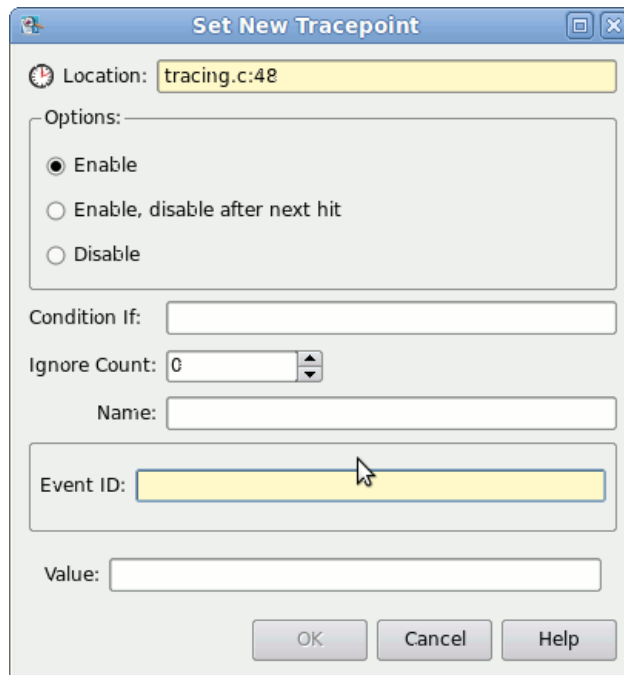 Set New Tracepoint
Location: tracing.c:48
Options:
Enable
Enable, disable after next hit
Disable
Condition If:
Ignore Count: 0
Name:
Event ID:
Value:
OK Cancel Help